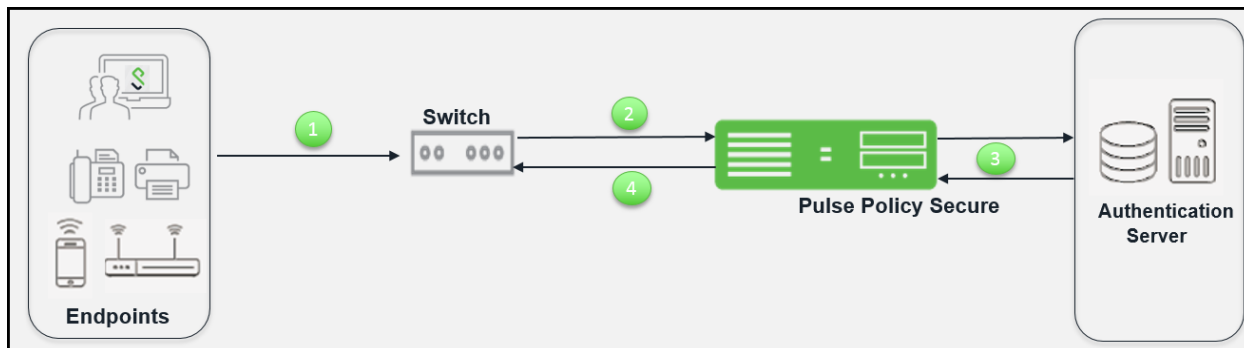 Endpoints
1
Switch
2
4
Pulse Policy Secure
3
Authentication
Server